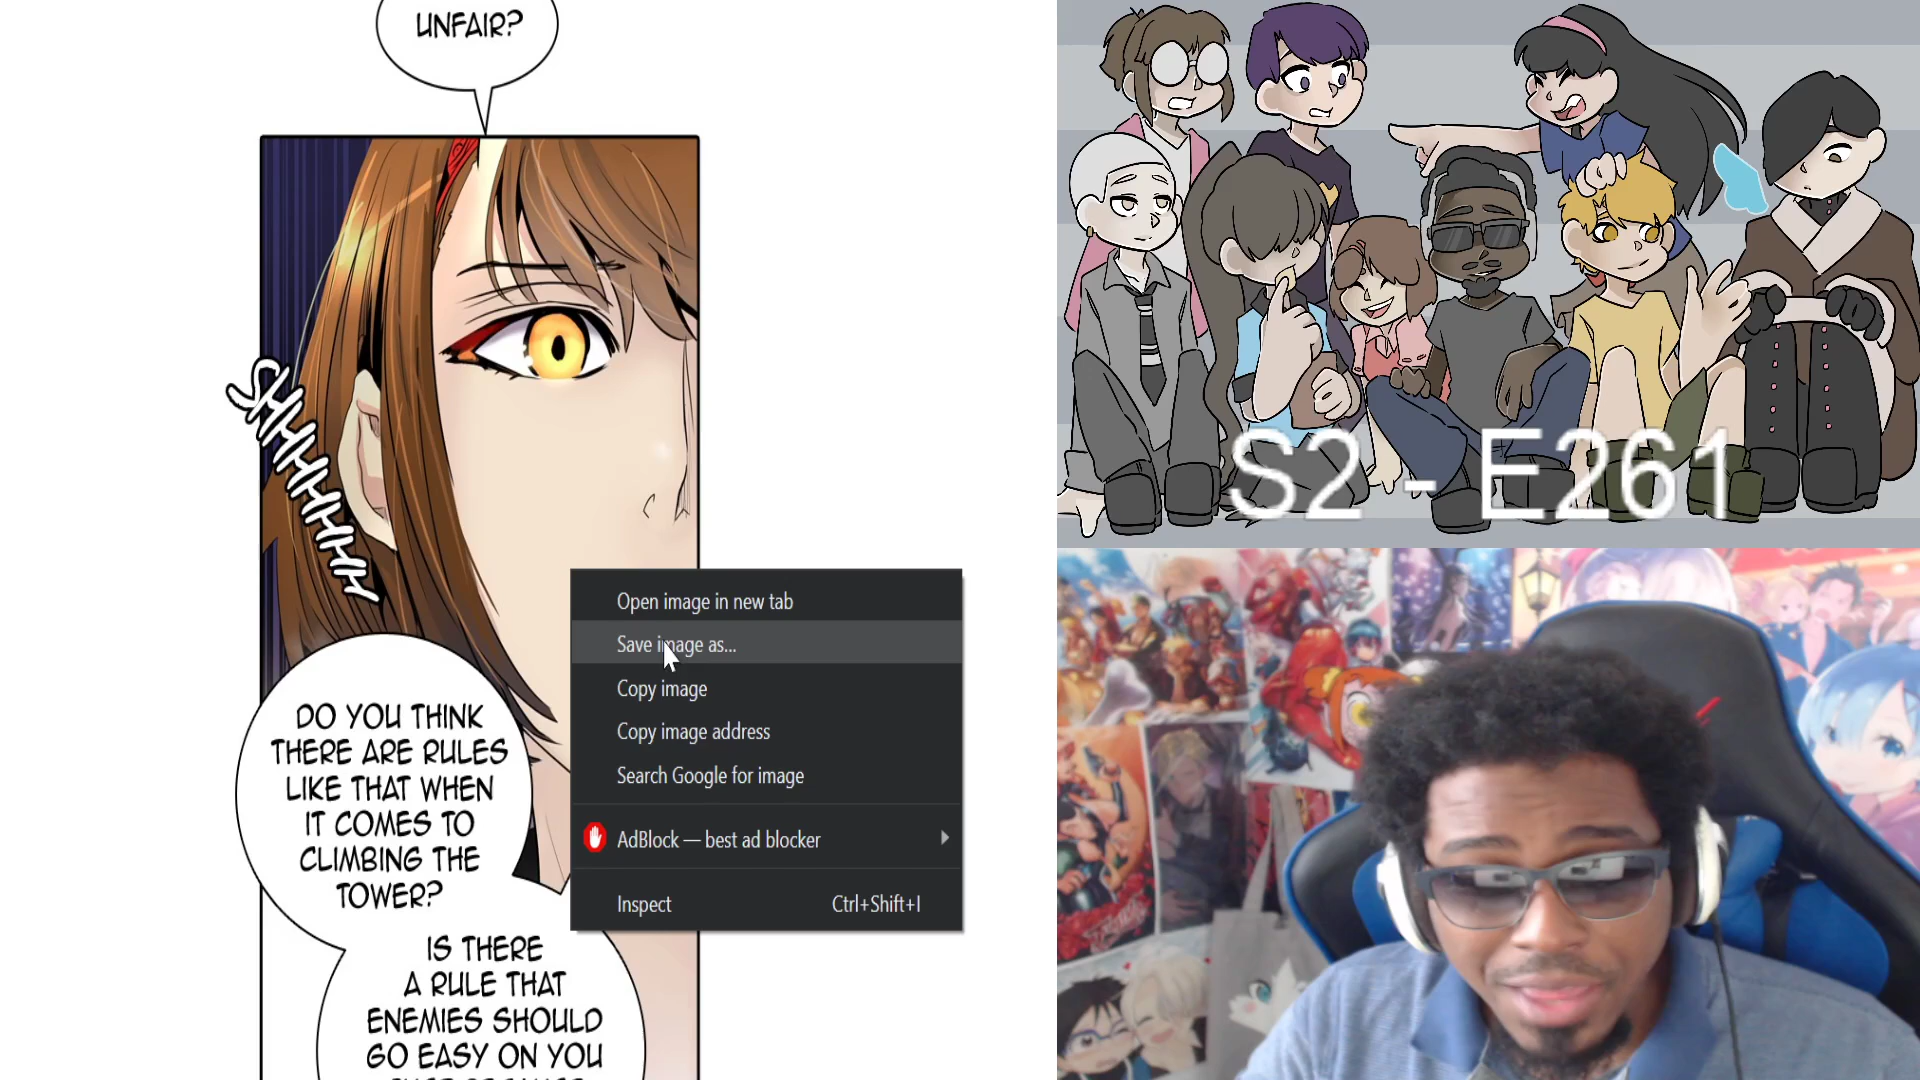 UNFAIR?
SHHHHHHH
DO YOU THINK
THERE ARE RULES
LIKE THAT WHEN
IT COMES TO
CLIMBING THE
TOWER?
IS THERE
A RULE THAT
ENEMIES SHOULD
GO EASY ON YOU
Open image in new tab
Save image as...
Copy image
Copy image address
Search Google for image
AdBlock — best ad blocker
Inspect Ctrl+Shift+I
S2 - E261